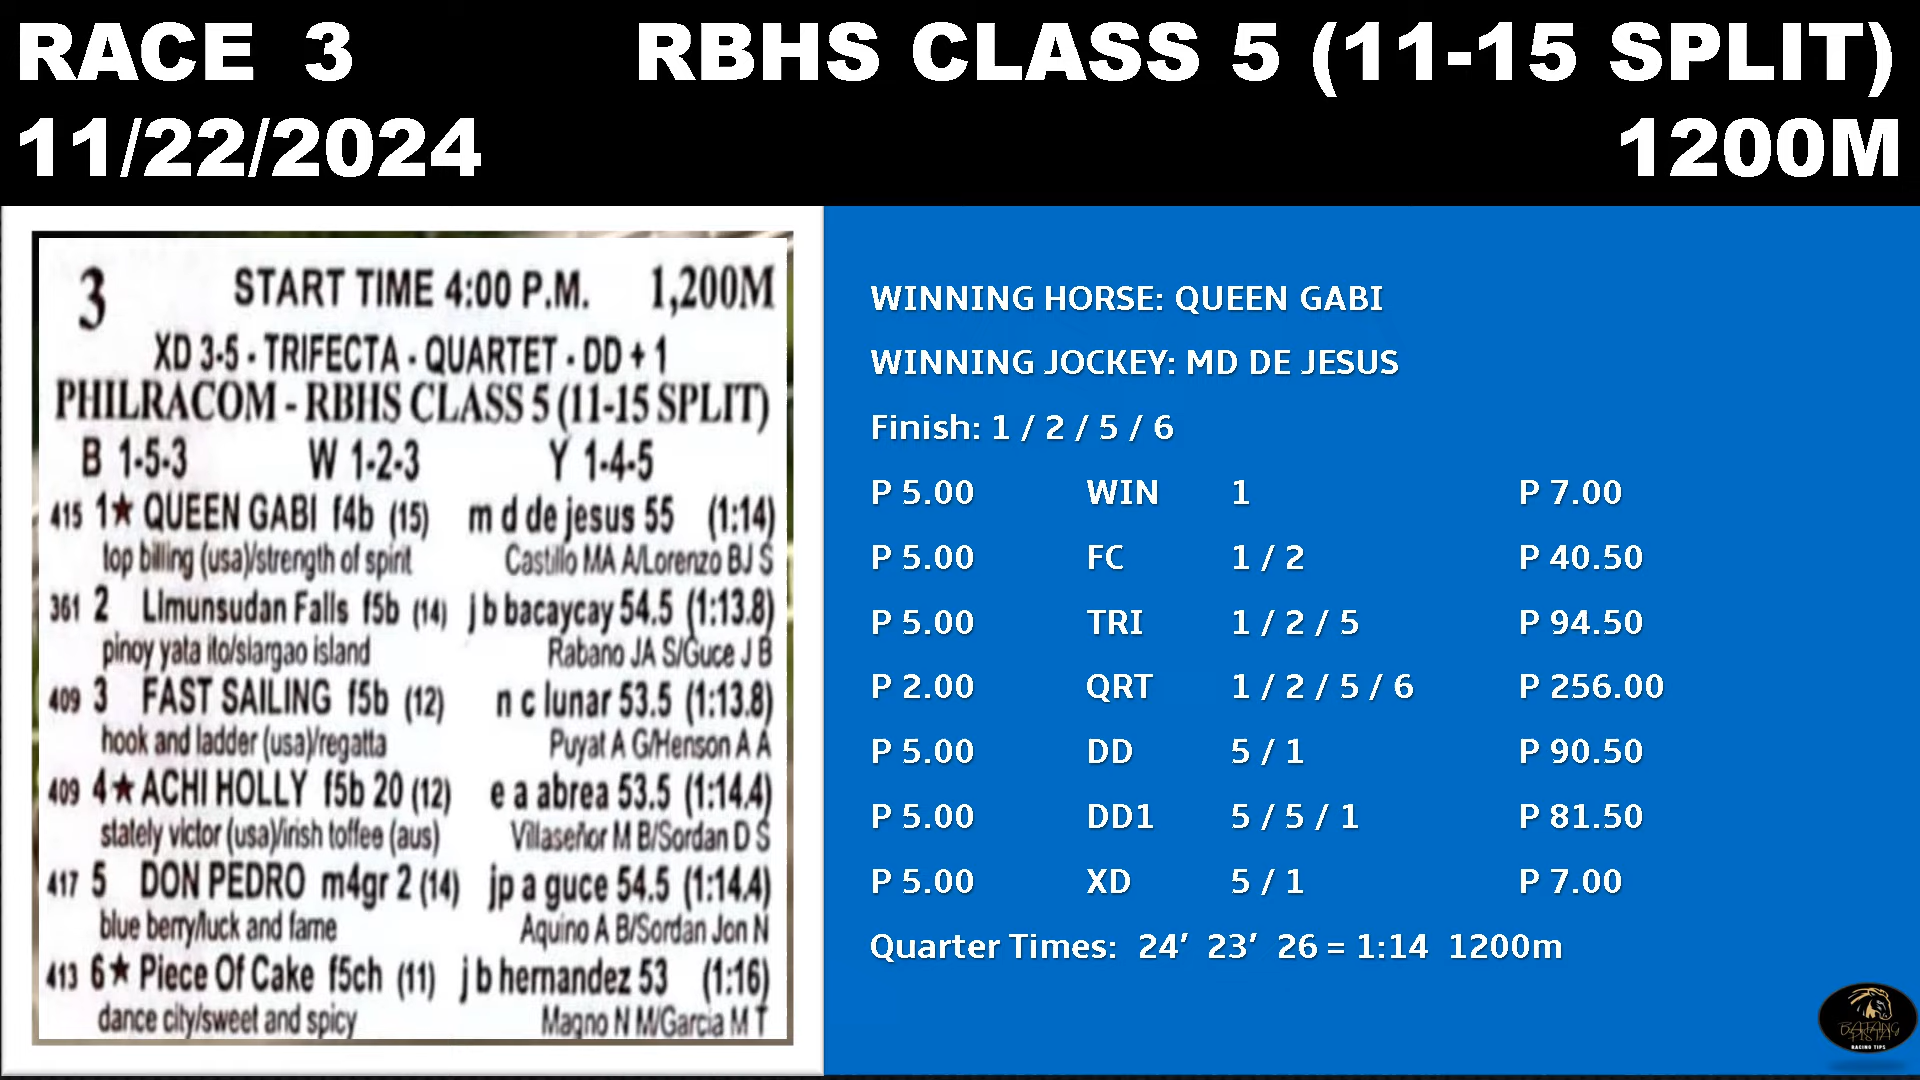 RACE 3
RBHS CLASS 5 (11-15 SPLIT)
11/22/2024
1200M
3 START TIME 4:00 P.M. 1,200M
XD 3-5 - TRIFECTA - QUARTET - DD + 1
PHILRACOM - RBHS CLASS 5 (11-15 SPLIT)
B 1-5-3 W 1-2-3 Y 1-4-5
415 1★ QUEEN GABI f4b (15) m d de jesus 55 (1:14)
top billing (usa)/strength of spirit Castillo MA A/Lorenzo BJ S
361 2 LImunsudan Falls f5b (14) j b bacaycay 54.5 (1:13.8)
pinoy yata ito/siargao island Rabano JA S/Guce J B
409 3 FAST SAILING f5b (12) n c lunar 53.5 (1:13.8)
hook and ladder (usa)/regatta Puyat A G/Henson A A
409 4★ ACHI HOLLY f5b 20 (12) e a abrea 53.5 (1:14.4)
stately victor (usa)/irish toffee (aus) Villaseñor M B/Sordan D S
417 5 DON PEDRO m4gr 2 (14) jp a guce 54.5 (1:14.4)
blue berry/luck and fame Aquino A B/Sordan Jon N
413 6★ Piece Of Cake f5ch (11) j b hernandez 53 (1:16)
dance city/sweet and spicy Magno N M/Garcia M T
WINNING HORSE: QUEEN GABI
WINNING JOCKEY: MD DE JESUS
Finish: 1 / 2 / 5 / 6
P 5.00 WIN 1 P 7.00
P 5.00 FC 1 / 2 P 40.50
P 5.00 TRI 1 / 2 / 5 P 94.50
P 2.00 QRT 1 / 2 / 5 / 6 P 256.00
P 5.00 DD 5 / 1 P 90.50
P 5.00 DD1 5 / 5 / 1 P 81.50
P 5.00 XD 5 / 1 P 7.00
Quarter Times: 24’ 23’ 26 = 1:14 1200m
BATANG
PISTA
RACING TIPS